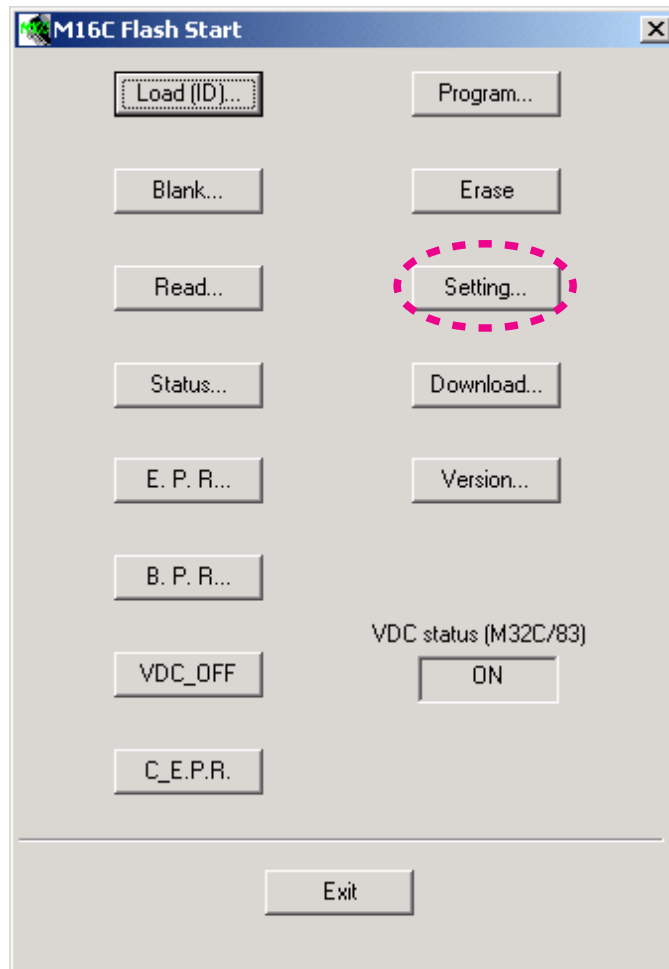 M16C Flash Start
Load (ID)...
Program...
Blank...
Erase
Read...
Setting...
Status...
Download...
E. P. R...
Version...
B. P. R...
VDC status (M32C/83)
VDC_OFF
ON
C_E.P.R.
Exit